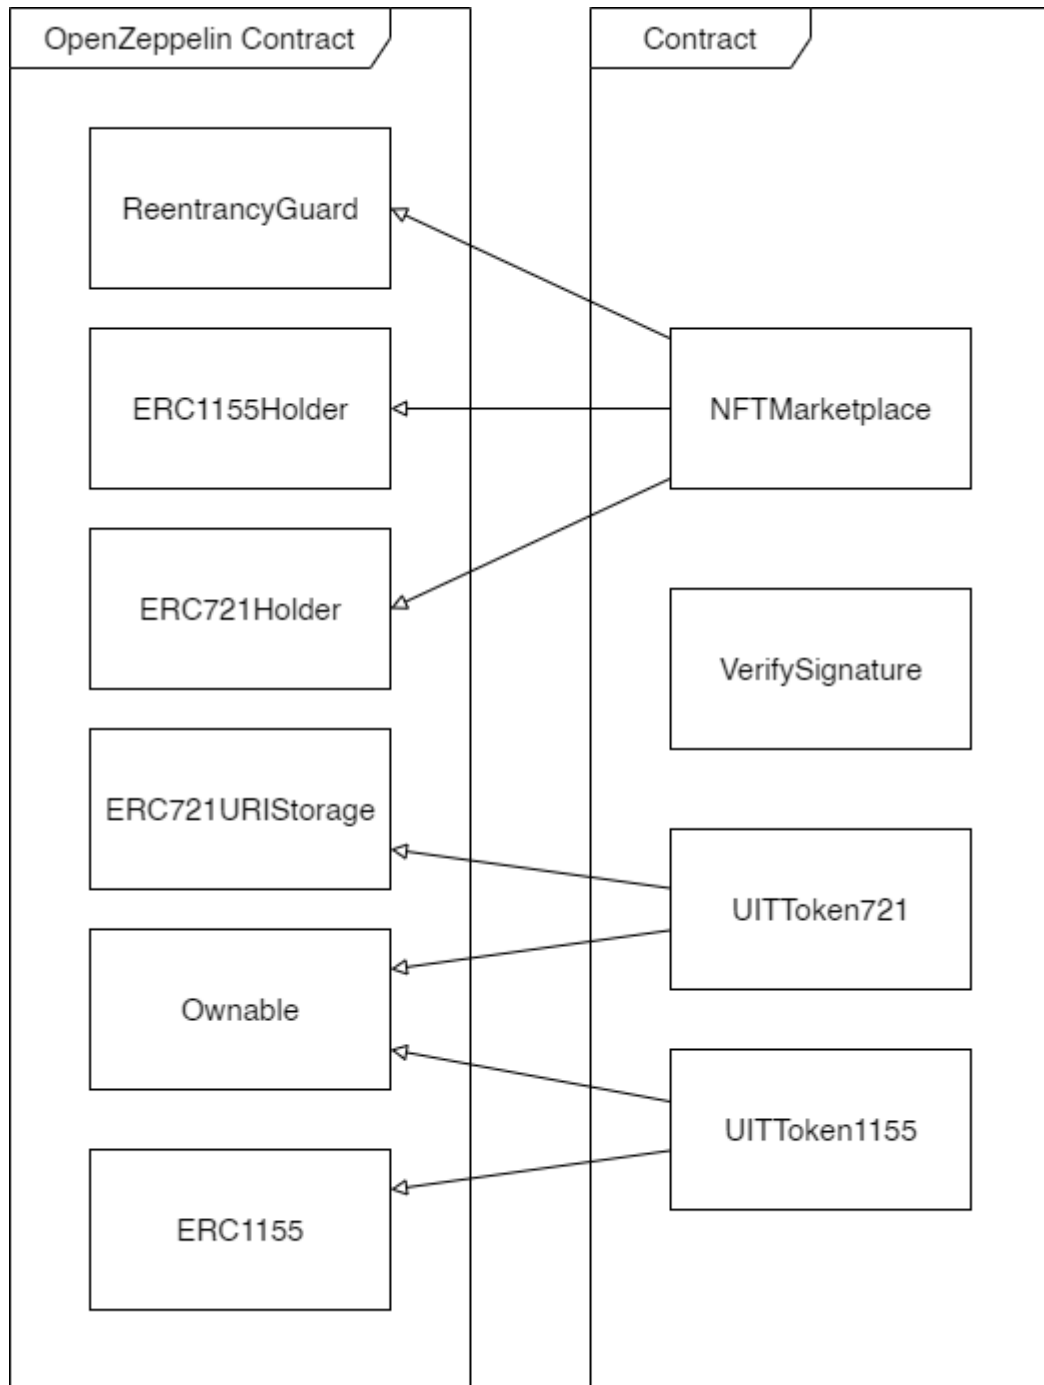 OpenZeppelin Contract
Contract
ReentrancyGuard
ERC1155Holder
NFTMarketplace
ERC721Holder
VerifySignature
ERC721URIStorage
UITToken721
Ownable
UITToken1155
ERC1155